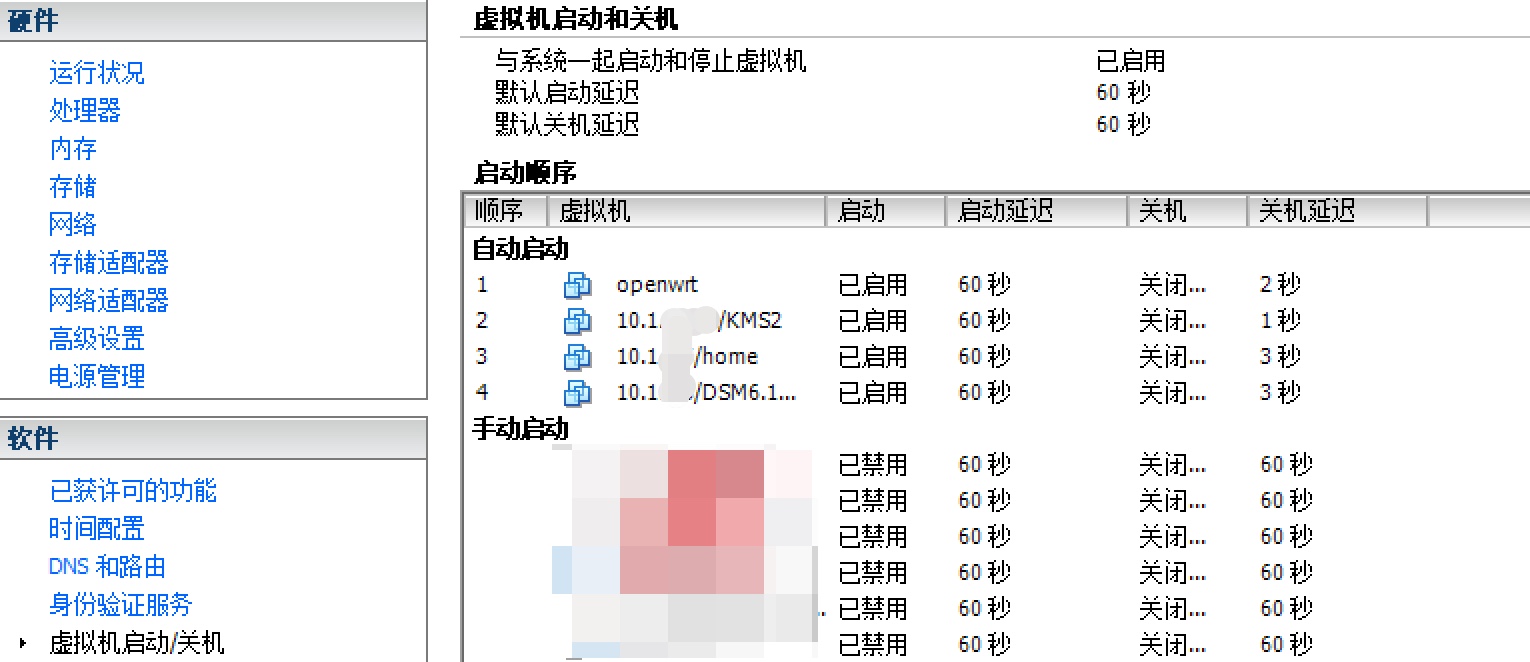 硬件
运行状况
处理器
内存
存储
网络
存储适配器
网络适配器
高级设置
电源管理
软件
已获许可的功能
时间配置
DNS 和路由
身份验证服务
虚拟机启动/关机
虚拟机启动和关机
与系统一起启动和停止虚拟机 已启用
默认启动延迟 60 秒
默认关机延迟 60 秒
启动顺序
顺序 虚拟机 启动 启动延迟 关机 关机延迟
自动启动
1 openwrt 已启用 60 秒 关闭... 2 秒
2 10.1. /KMS2 已启用 60 秒 关闭... 1 秒
3 10.1 /home 已启用 60 秒 关闭... 3 秒
4 10.1 /DSM6.1... 已启用 60 秒 关闭... 3 秒
手动启动
已禁用 60 秒 关闭... 60 秒
已禁用 60 秒 关闭... 60 秒
已禁用 60 秒 关闭... 60 秒
已禁用 60 秒 关闭... 60 秒
已禁用 60 秒 关闭... 60 秒
已禁用 60 秒 关闭... 60 秒